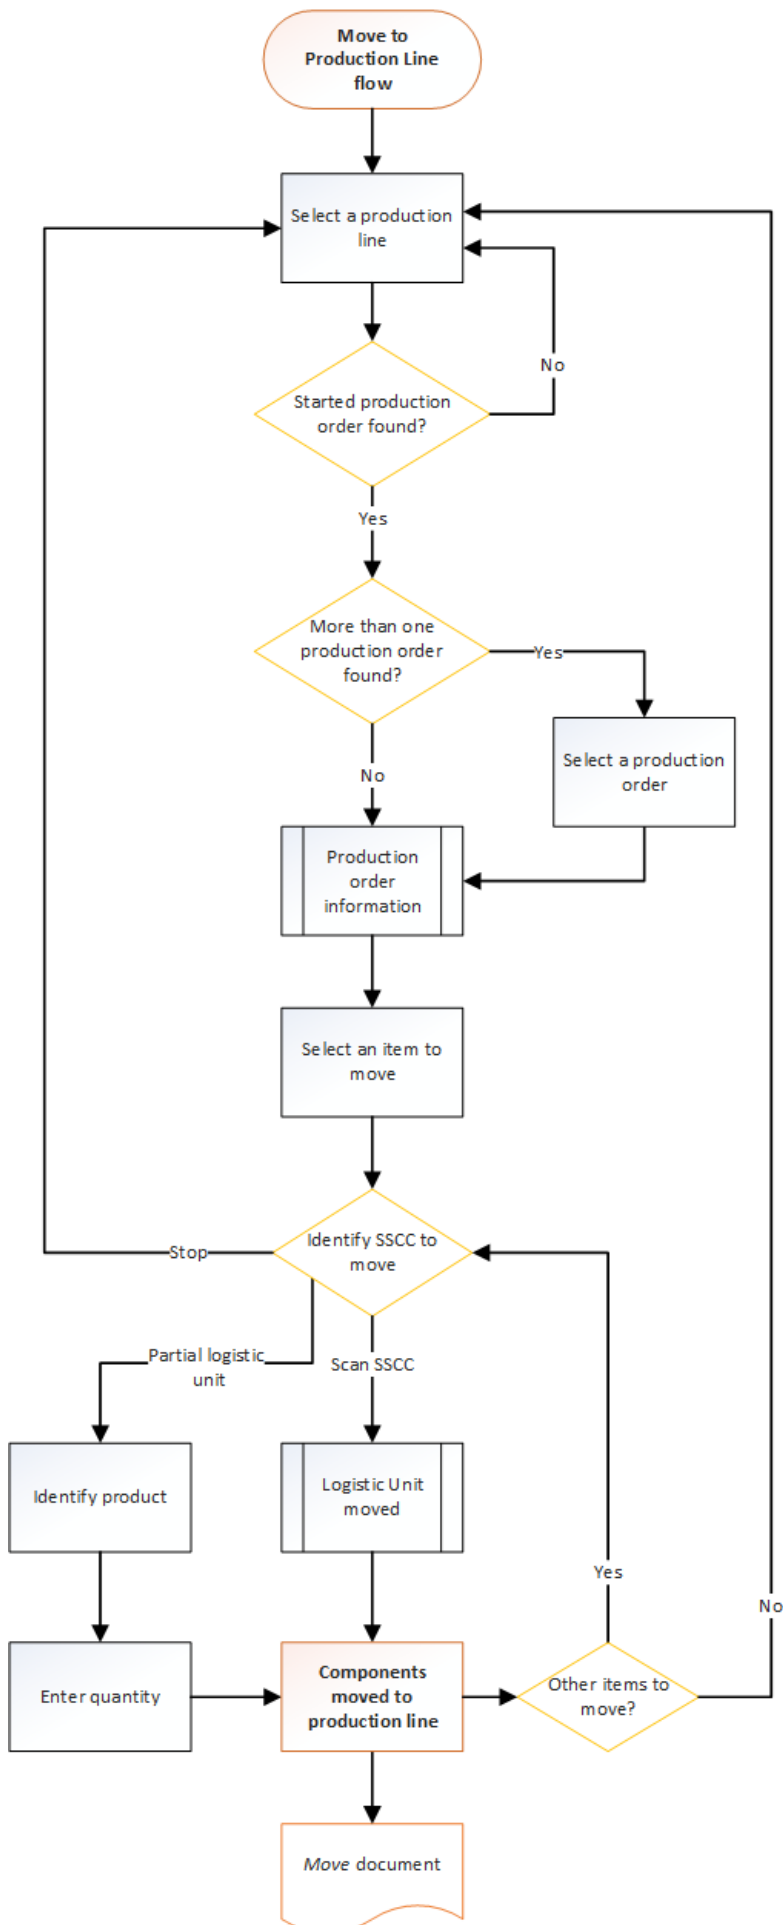 Move to
Production Line
flow
Select a production
line
No
Started production
order found?
Yes
More than one
production order
found?
Yes
Select a production
order
No
Production
order
information
Select an item to
move
Identify SSCC to
move
Stop
Partial logistic
unit
Scan SSCC
Identify product
Logistic Unit
moved
Yes
No
Enter quantity
Components
moved to
production line
Other items to
move?
Move document